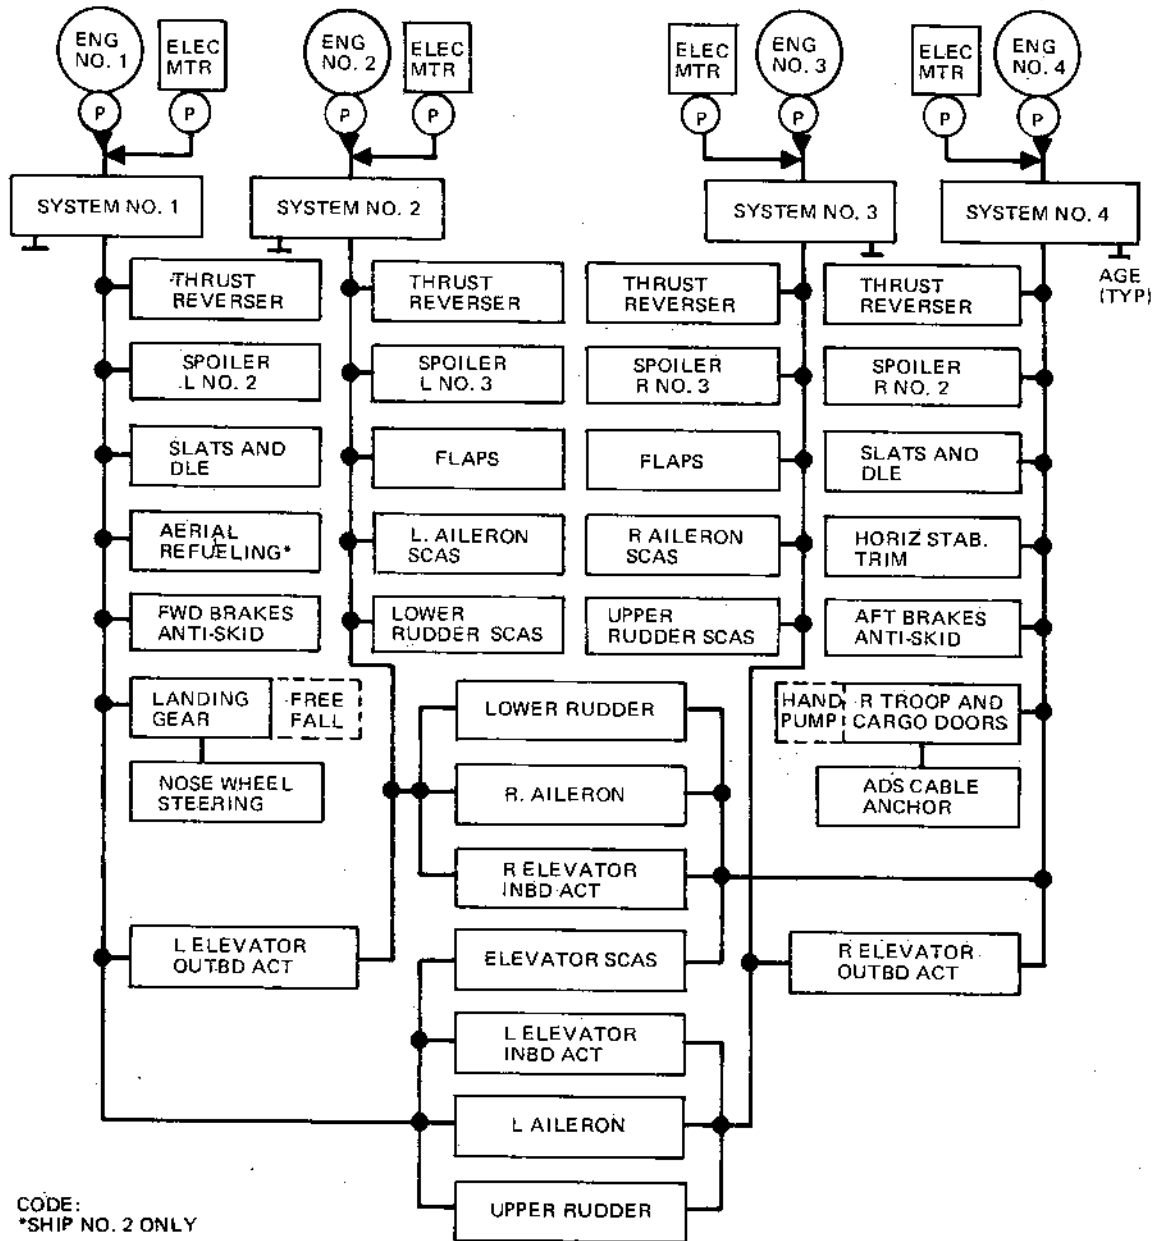 ENG
NO. 1
ELEC
MTR
ENG
NO. 2
ELEC
MTR
ELEC
MTR
ENG
NO. 3
ELEC
MTR
ENG
NO. 4
P
P
P
P
P
P
P
P
SYSTEM NO. 1
SYSTEM NO. 2
SYSTEM NO. 3
SYSTEM NO. 4
AGE
(TYP)
THRUST
REVERSER
THRUST
REVERSER
THRUST
REVERSER
THRUST
REVERSER
SPOILER
L NO. 2
SPOILER
L NO. 3
SPOILER
R NO. 3
SPOILER
R NO. 2
SLATS AND
DLE
FLAPS
FLAPS
SLATS AND
DLE
AERIAL
REFUELING*
L. AILERON
SCAS
R AILERON
SCAS
HORIZ STAB.
TRIM
FWD BRAKES
ANTI-SKID
LOWER
RUDDER SCAS
UPPER
RUDDER SCAS
AFT BRAKES
ANTI-SKID
LANDING
GEAR
FREE
FALL
LOWER RUDDER
HAND
PUMP
R TROOP AND
CARGO DOORS
NOSE WHEEL
STEERING
R. AILERON
ADS CABLE
ANCHOR
R ELEVATOR
INBD ACT
L ELEVATOR
OUTBD ACT
ELEVATOR SCAS
R ELEVATOR
OUTBD ACT
L ELEVATOR
INBD ACT
L AILERON
UPPER RUDDER
CODE:
*SHIP NO. 2 ONLY